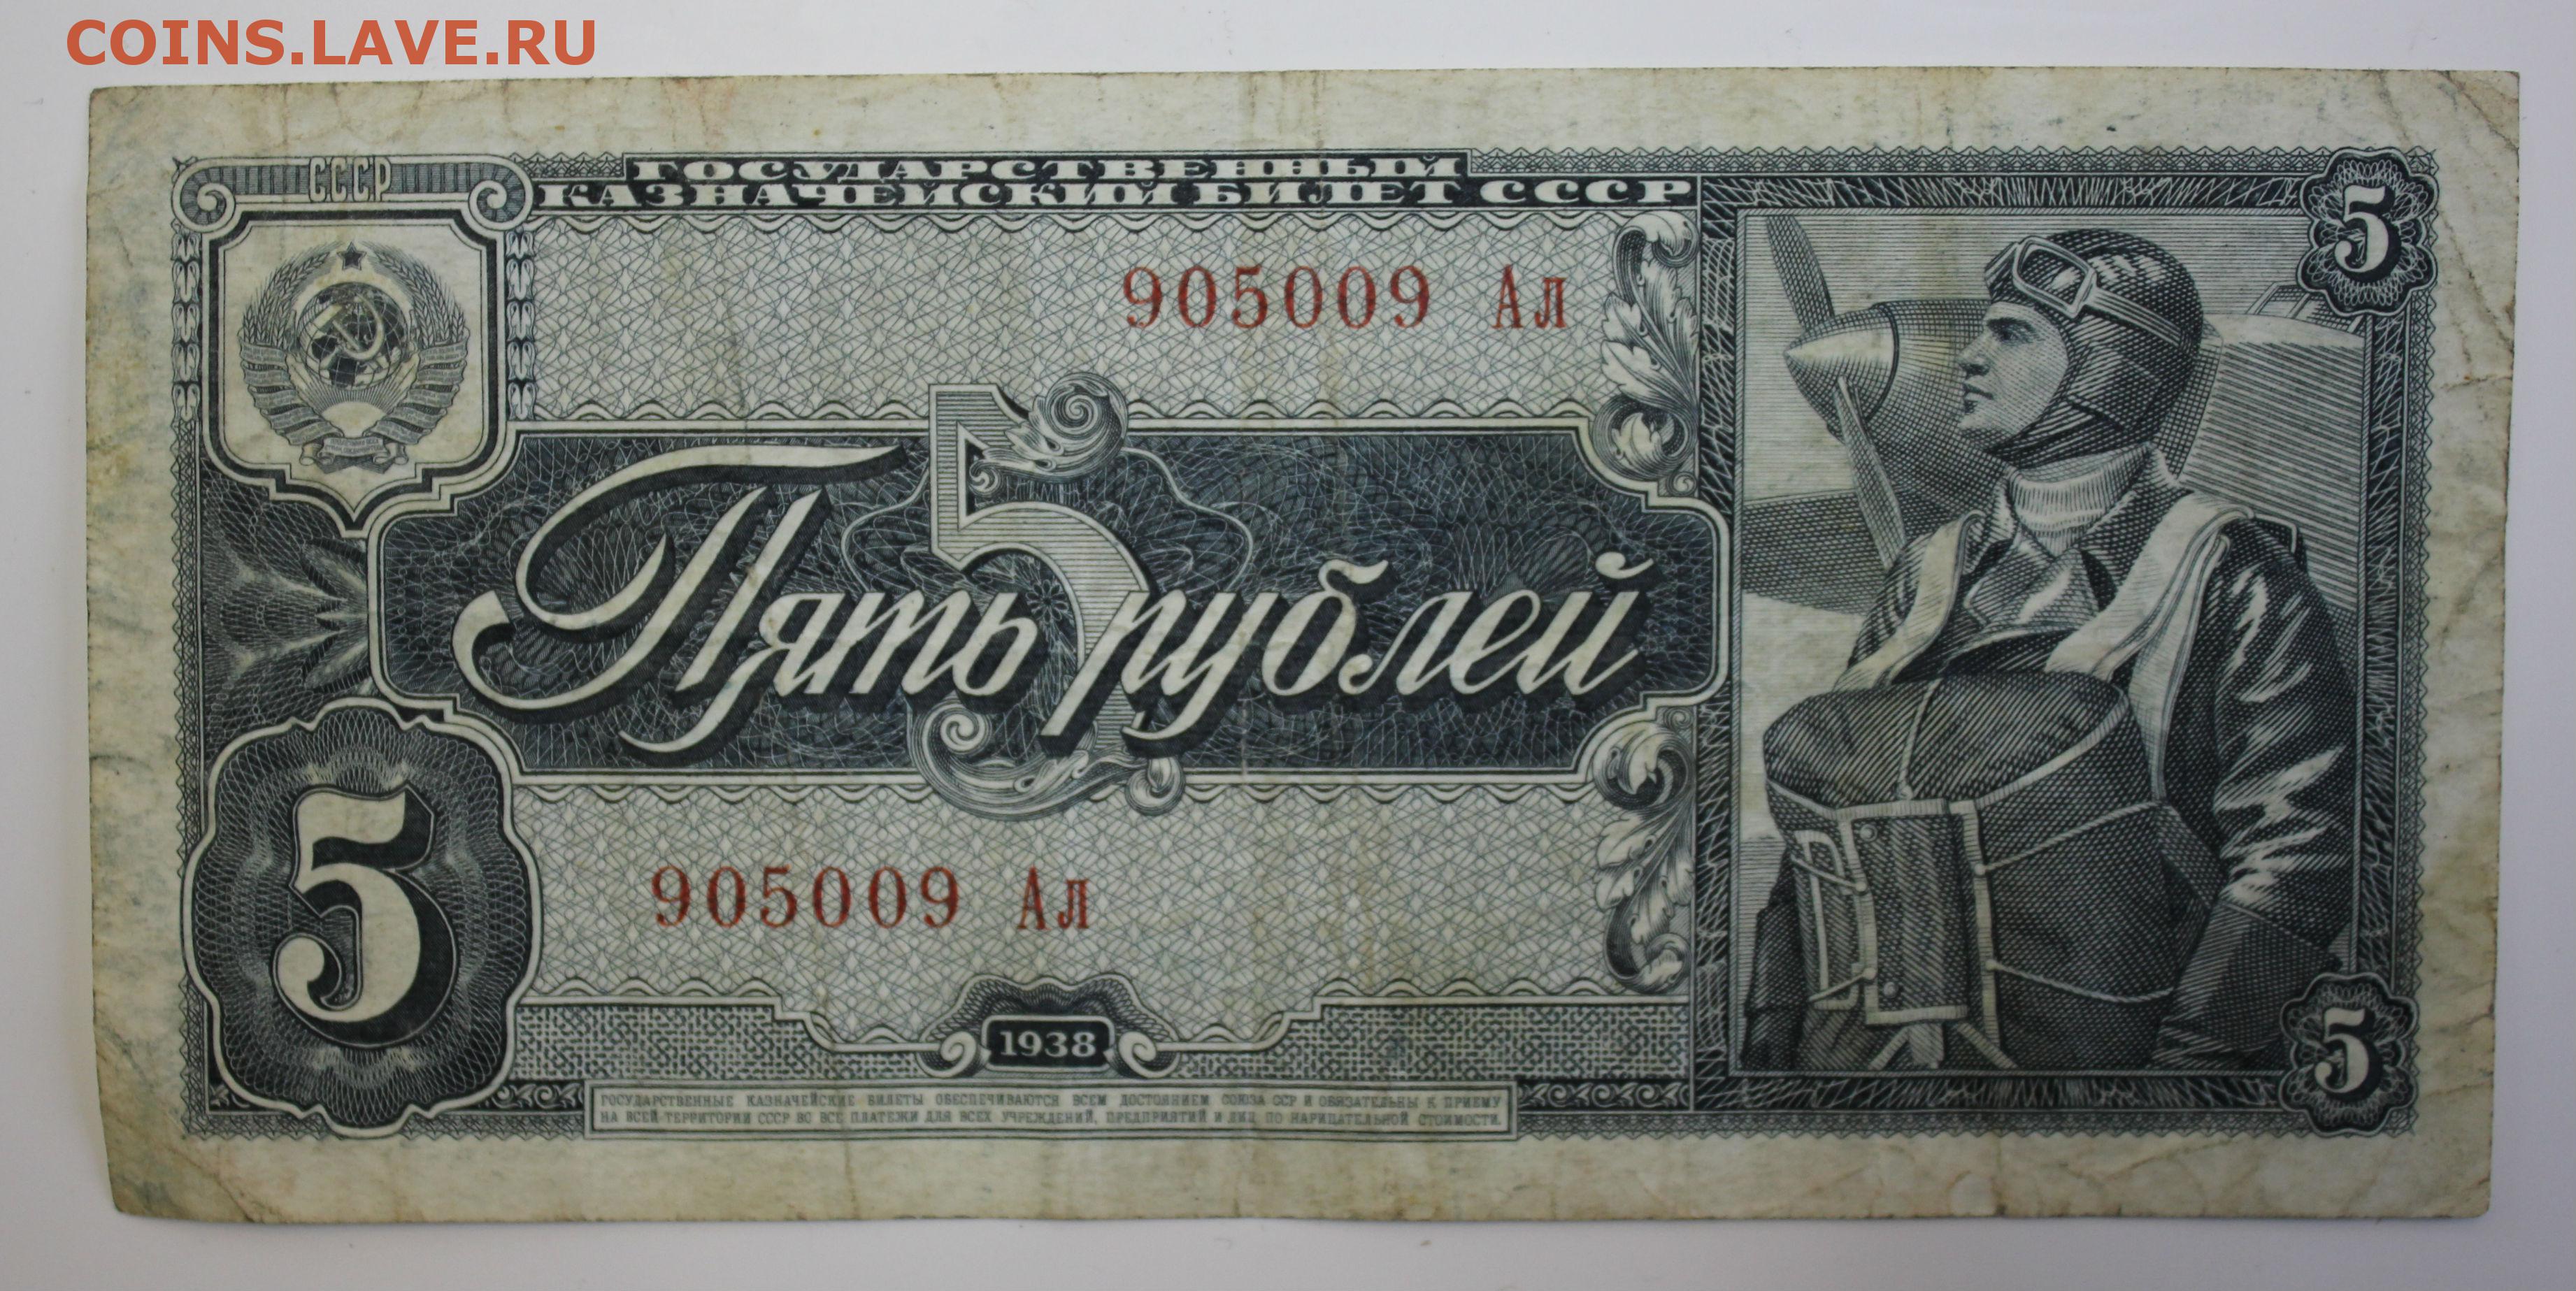 COINS.LAVE.RU
СССР
ГОСУДАРСТВЕННЫЙ
КАЗНАЧЕЙСКИЙ БИЛЕТ СССР
5
905009 Ал
5
Пять рублей
5
905009 Ал
1938
5
ГОСУДАРСТВЕННЫЕ КАЗНАЧЕЙСКИЕ БИЛЕТЫ ОБЕСПЕЧИВАЮТСЯ ВСЕМ ДОСТОЯНИЕМ СОЮЗА ССР И ОБЯЗАТЕЛЬНЫ К ПРИЕМУ
НА ВСЕЙ ТЕРРИТОРИИ СССР ВО ВСЕ ПЛАТЕЖИ ДЛЯ ВСЕХ УЧРЕЖДЕНИЙ, ПРЕДПРИЯТИЙ И ЛИЦ ПО НАРИЦАТЕЛЬНОЙ СТОИМОСТИ.